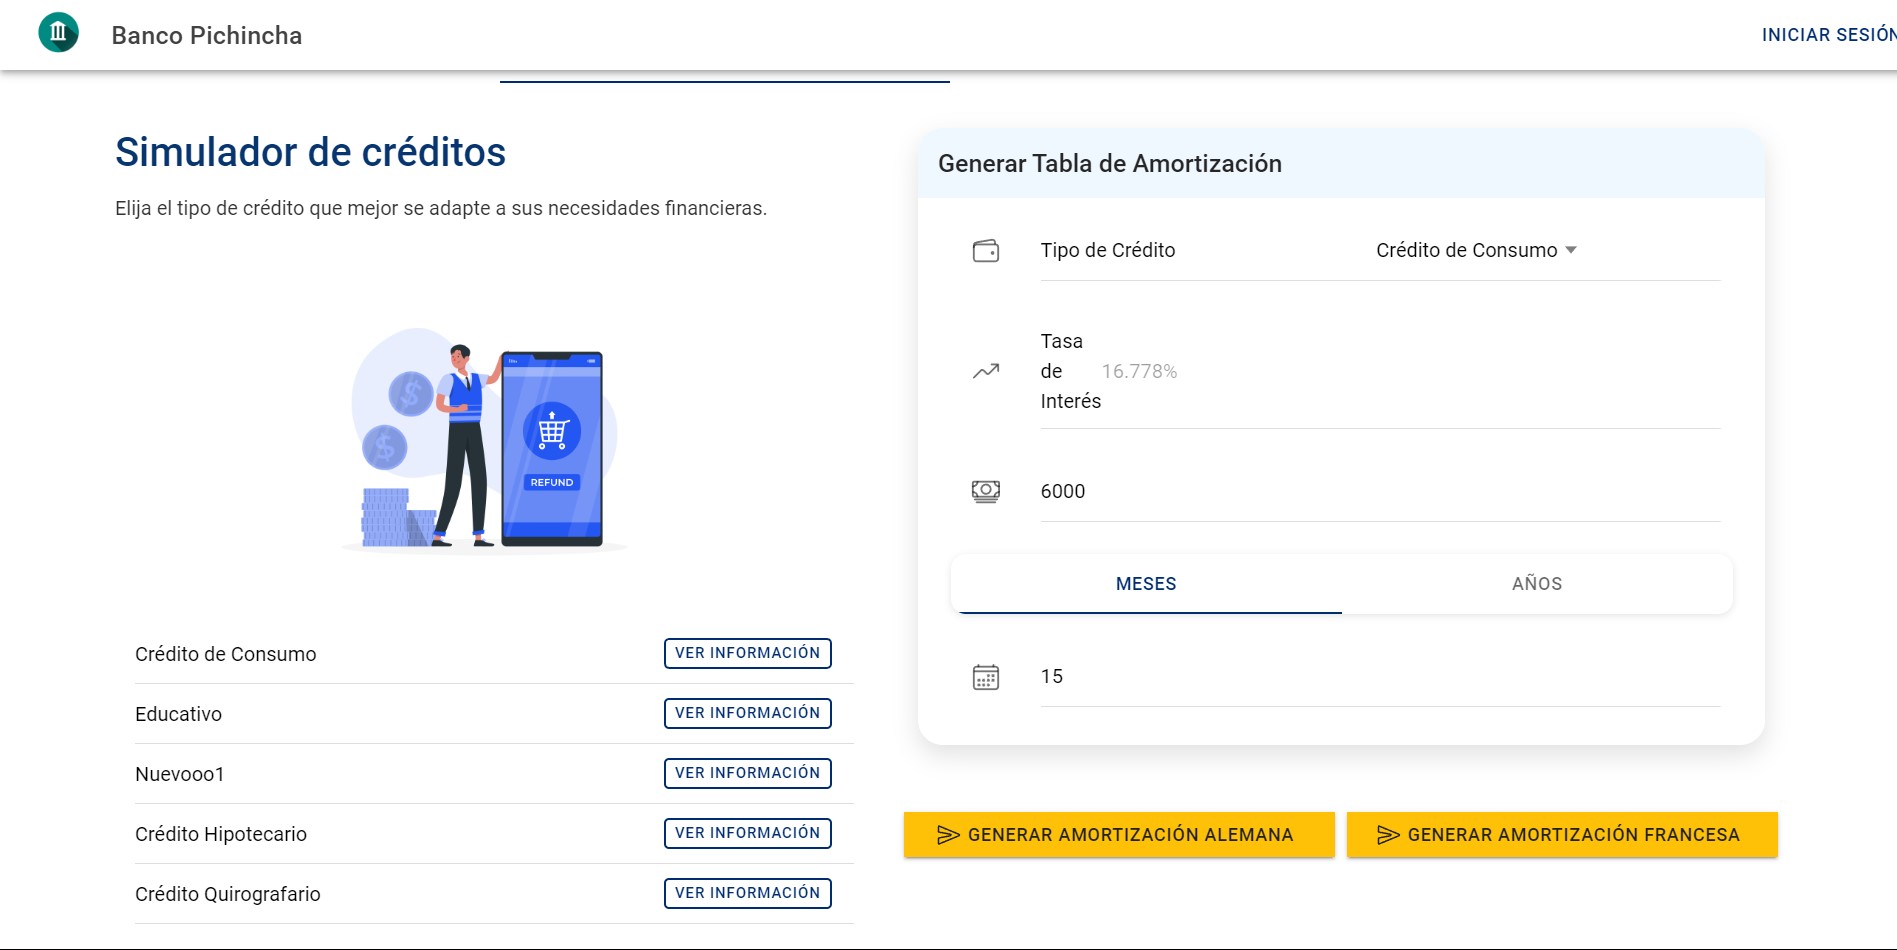 Banco Pichincha
INICIAR SESIÓN
Simulador de créditos
Elija el tipo de crédito que mejor se adapte a sus necesidades financieras.
$
$
REFUND
Crédito de Consumo
VER INFORMACIÓN
Educativo
VER INFORMACIÓN
Nuevooo1
VER INFORMACIÓN
Crédito Hipotecario
VER INFORMACIÓN
Crédito Quirografario
VER INFORMACIÓN
Generar Tabla de Amortización
Tipo de Crédito
Crédito de Consumo
Tasa
de
Interés
16.778%
6000
MESES
AÑOS
15
GENERAR AMORTIZACIÓN ALEMANA
GENERAR AMORTIZACIÓN FRANCESA